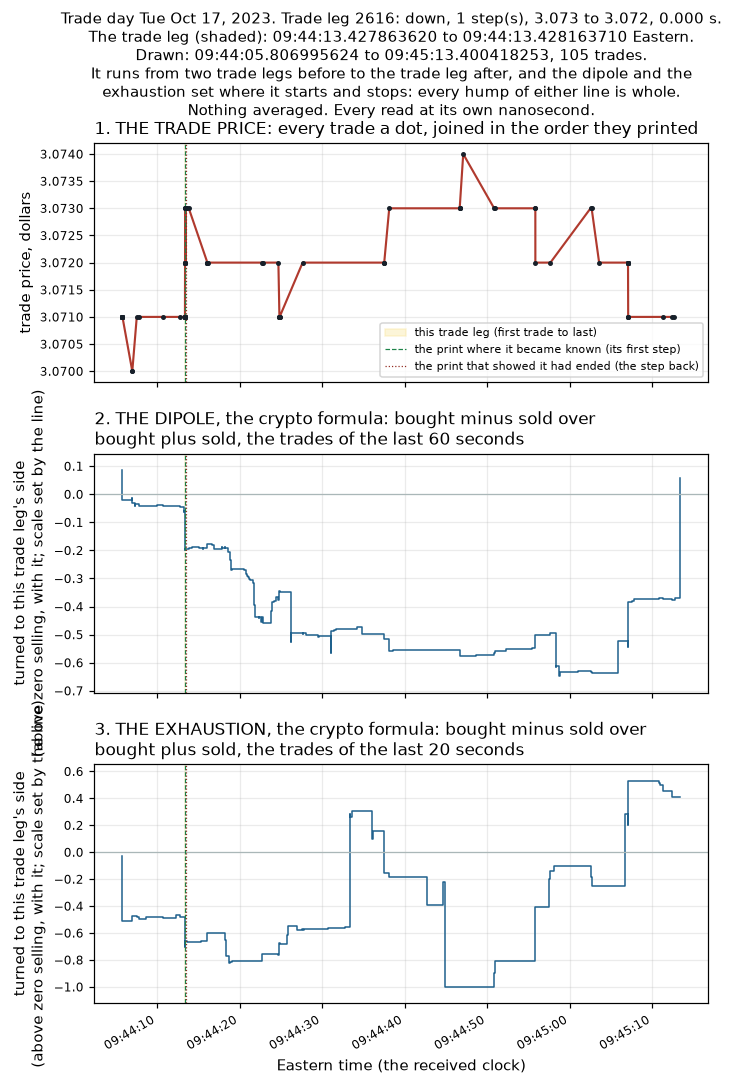 Trade day Tue Oct 17, 2023. Trade leg 2616: down, 1 step(s), 3.073 to 3.072, 0.000 s.
The trade leg (shaded): 09:44:13.427863620 to 09:44:13.428163710 Eastern.
Drawn: 09:44:05.806995624 to 09:45:13.400418253, 105 trades.
It runs from two trade legs before to the trade leg after, and the dipole and the
exhaustion set where it starts and stops: every hump of either line is whole.
Nothing averaged. Every read at its own nanosecond.
1. THE TRADE PRICE: every trade a dot, joined in the order they printed
3.0740
3.0735
3.0730
3.0725
3.0720
3.0715
3.0710
3.0705
3.0700
trade price, dollars
this trade leg (first trade to last)
the print where it became known (its first step)
the print that showed it had ended (the step back)
2. THE DIPOLE, the crypto formula: bought minus sold over
bought plus sold, the trades of the last 60 seconds
0.1
0.0
−0.1
−0.2
−0.3
−0.4
−0.5
−0.6
−0.7
turned to this trade leg's side
(above zero selling, with it; scale set by the line)
3. THE EXHAUSTION, the crypto formula: bought minus sold over
bought plus sold, the trades of the last 20 seconds
0.6
0.4
0.2
0.0
−0.2
−0.4
−0.6
−0.8
−1.0
turned to this trade leg's side
(above zero selling, with it; scale set by the line)
09:44:10
09:44:20
09:44:30
09:44:40
09:44:50
09:45:00
09:45:10
Eastern time (the received clock)